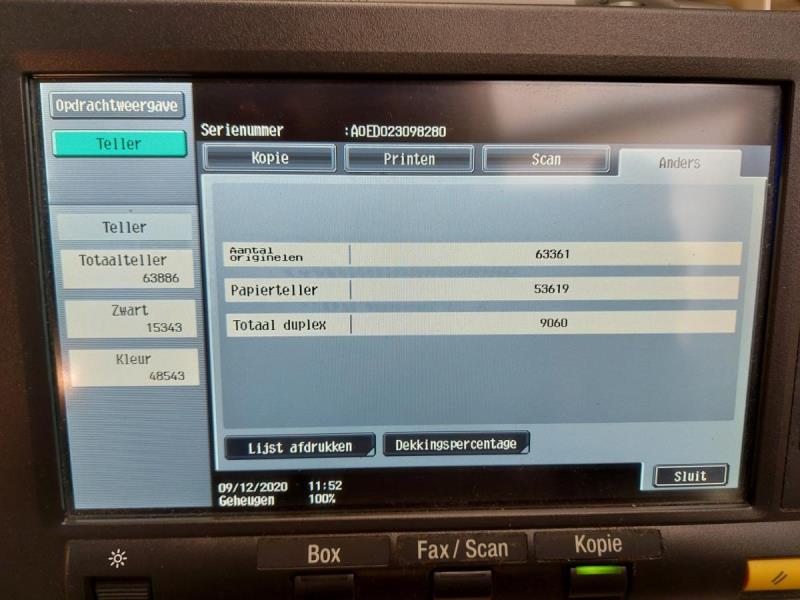 Opdrachtweergave
Teller
Serienummer :A0ED023098280
Kopie
Printen
Scan
Anders
Teller
Totaalteller
63886
Zwart
15343
Kleur
48543
Aantal
originelen 63361
Papierteller 53619
Totaal duplex 9060
Lijst afdrukken
Dekkingspercentage
09/12/2020 11:52
Geheugen 100%
Sluit
Box
Fax/Scan
Kopie